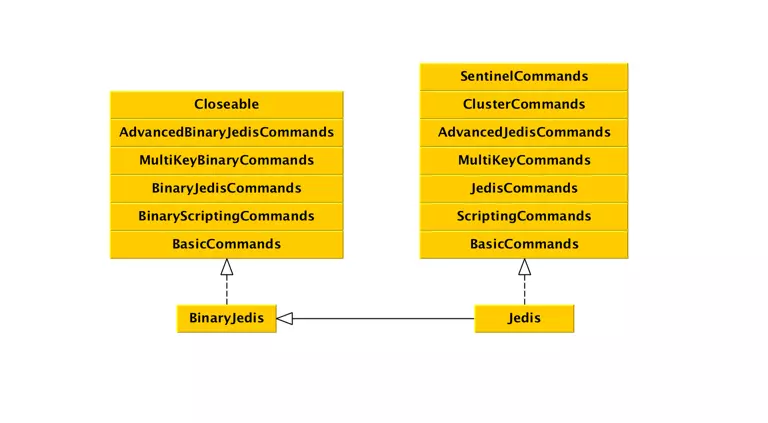 Closeable
AdvancedBinaryJedisCommands
MultiKeyBinaryCommands
BinaryJedisCommands
BinaryScriptingCommands
BasicCommands
SentinelCommands
ClusterCommands
AdvancedJedisCommands
MultiKeyCommands
JedisCommands
ScriptingCommands
BasicCommands
BinaryJedis
Jedis